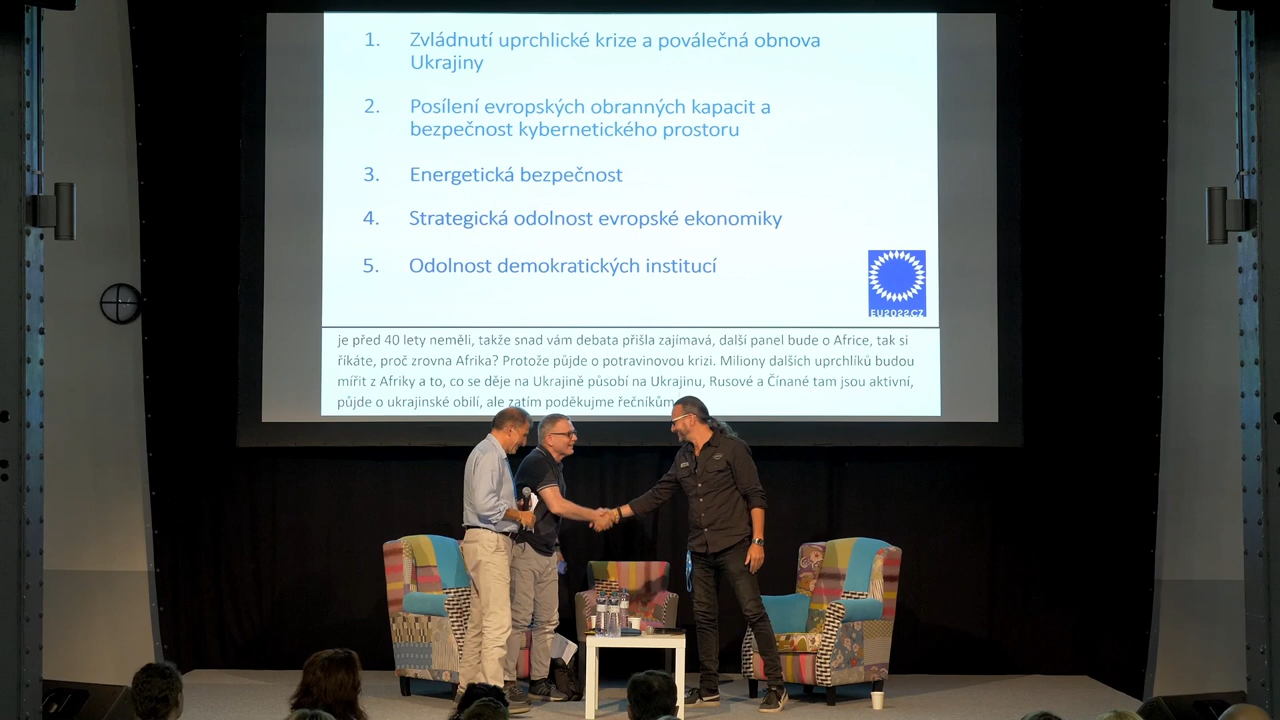 1. Zvládnutí uprchlické krize a poválečná obnova
Ukrajiny
2. Posílení evropských obranných kapacit a
bezpečnost kybernetického prostoru
3. Energetická bezpečnost
4. Strategická odolnost evropské ekonomiky
5. Odolnost demokratických institucí
EU2022.CZ
je před 40 lety neměli, takže snad vám debata přišla zajímavá, další panel bude o Africe, tak si
říkáte, proč zrovna Afrika? Protože půjde o potravinovou krizi. Miliony dalších uprchlíků budou
mířit z Afriky a to, co se děje na Ukrajině působí na Ukrajinu, Rusové a Číňané tam jsou aktivní,
půjde o ukrajinské obilí, ale zatím poděkujme řečníkům